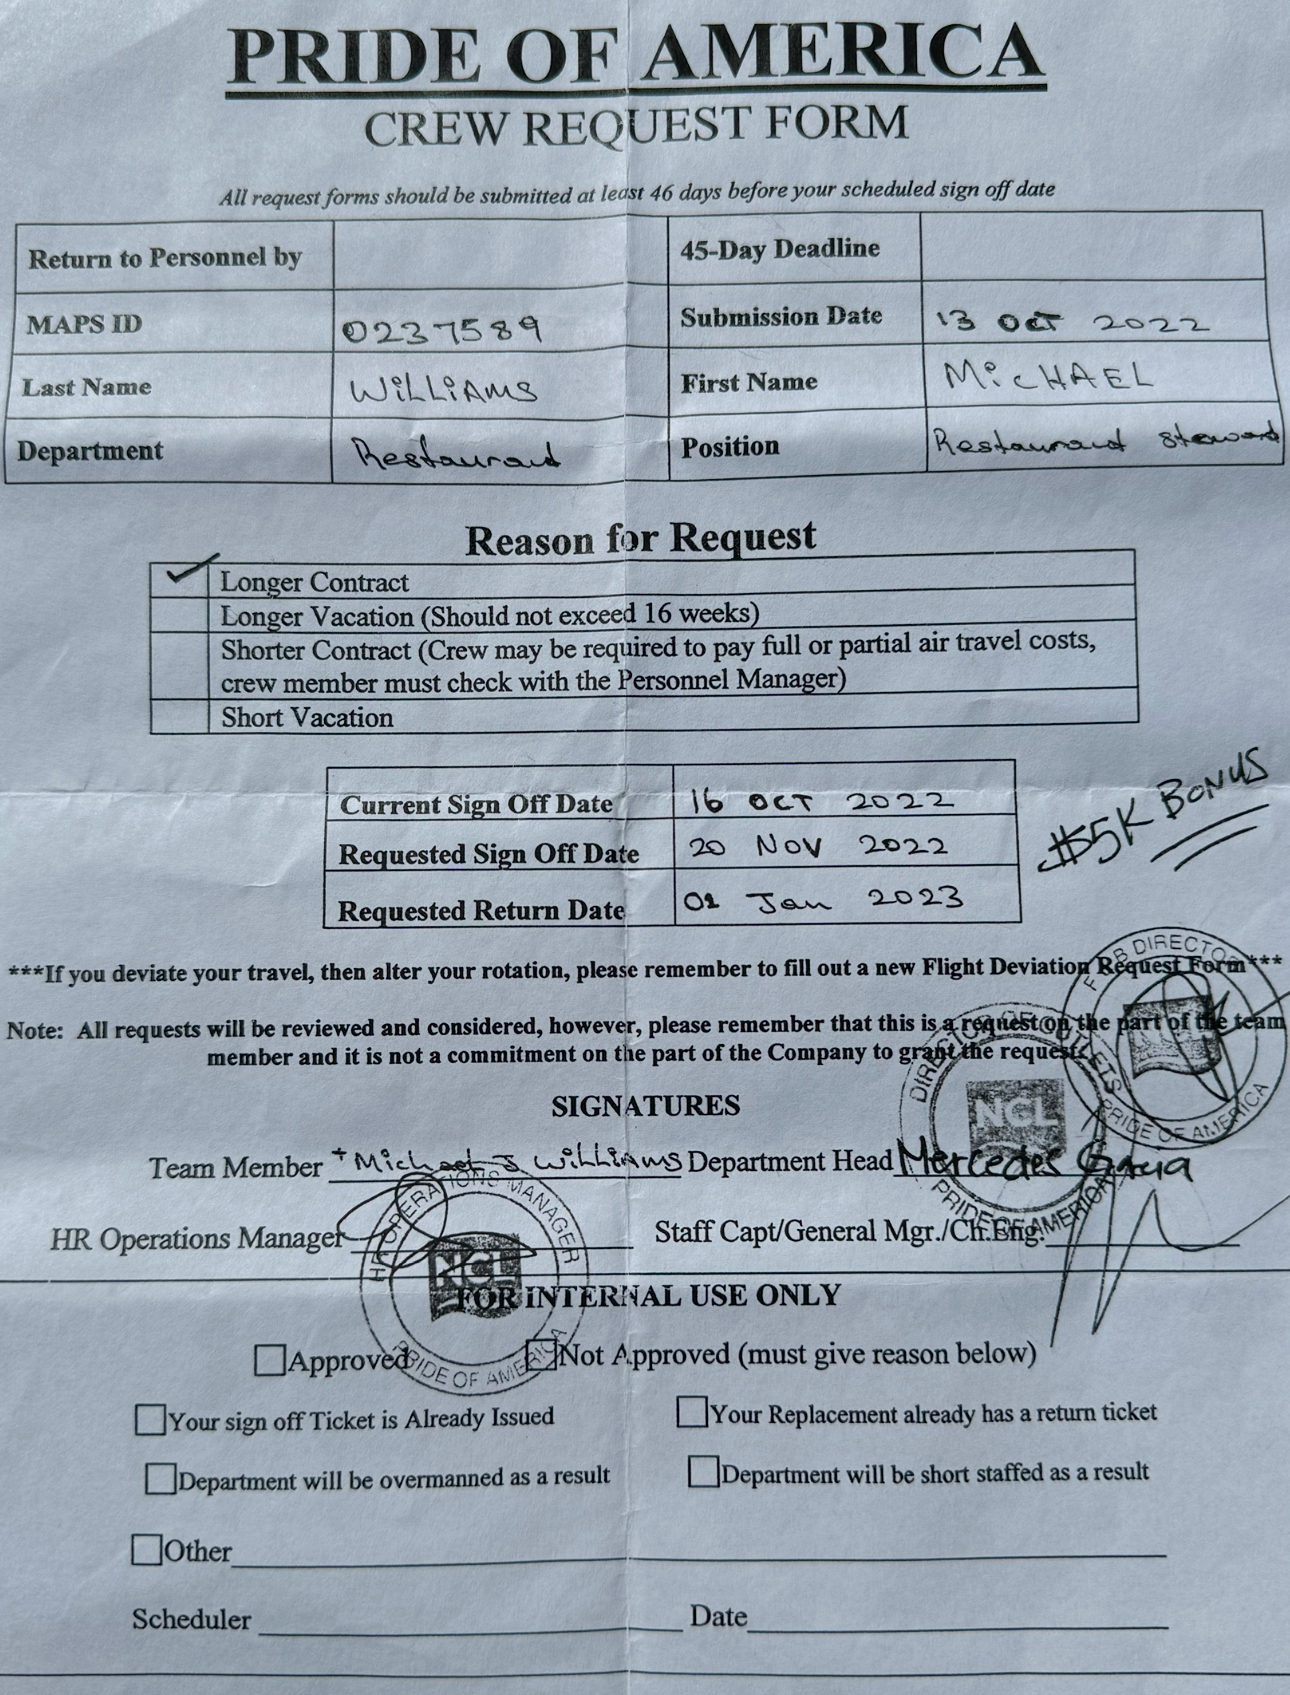 PRIDE OF AMERICA
CREW REQUEST FORM
All request forms should be submitted at least 46 days before your scheduled sign off date
Return to Personnel by 45-Day Deadline
MAPS ID 0237589 Submission Date 13 OCT 2022
Last Name WiLLiAMS First Name MiCHAEL
Department Restaurant Position Restaurant steward
Reason for Request
✓ Longer Contract
Longer Vacation (Should not exceed 16 weeks)
Shorter Contract (Crew may be required to pay full or partial air travel costs,
crew member must check with the Personnel Manager)
Short Vacation
Current Sign Off Date 16 OCT 2022
Requested Sign Off Date 20 NOV 2022
Requested Return Date 01 Jan 2023
$5K BONUS
***If you deviate your travel, then alter your rotation, please remember to fill out a new Flight Deviation Request Form***
Note: All requests will be reviewed and considered, however, please remember that this is a request on the part of the team
member and it is not a commitment on the part of the Company to grant the request.
F&B DIRECTOR PRIDE OF AMERICA
DIRECTOR OF OUTLETS NCL PRIDE OF AMERICA
SIGNATURES
Team Member Michael J WilliAMS Department Head Mercedes
HR Operations Manager Staff Capt/General Mgr./Ch.Eng.
HR OPERATIONS MANAGER NCL PRIDE OF AMERICA
FOR INTERNAL USE ONLY
Approved Not Approved (must give reason below)
Your sign off Ticket is Already Issued Your Replacement already has a return ticket
Department will be overmanned as a result Department will be short staffed as a result
Other
Scheduler Date